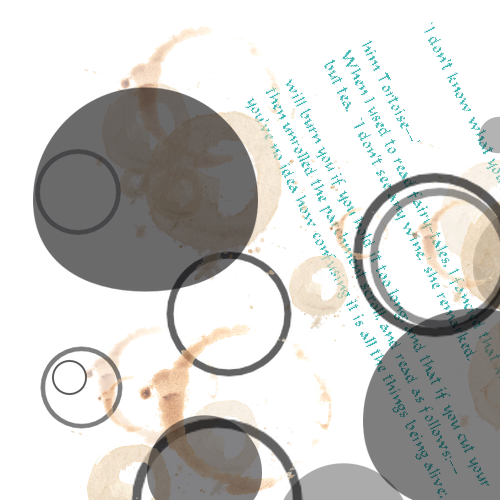 `I don't know what you
him Tortoise--
When I used to read fairy-tales, I fancied that
but tea. `I don't see any wine,' she remarked.
will burn you if you hold it too long; and that if you cut your
then unrolled the parchment scroll, and read as follows:--
you've no idea how confusing it is all the things being alive;